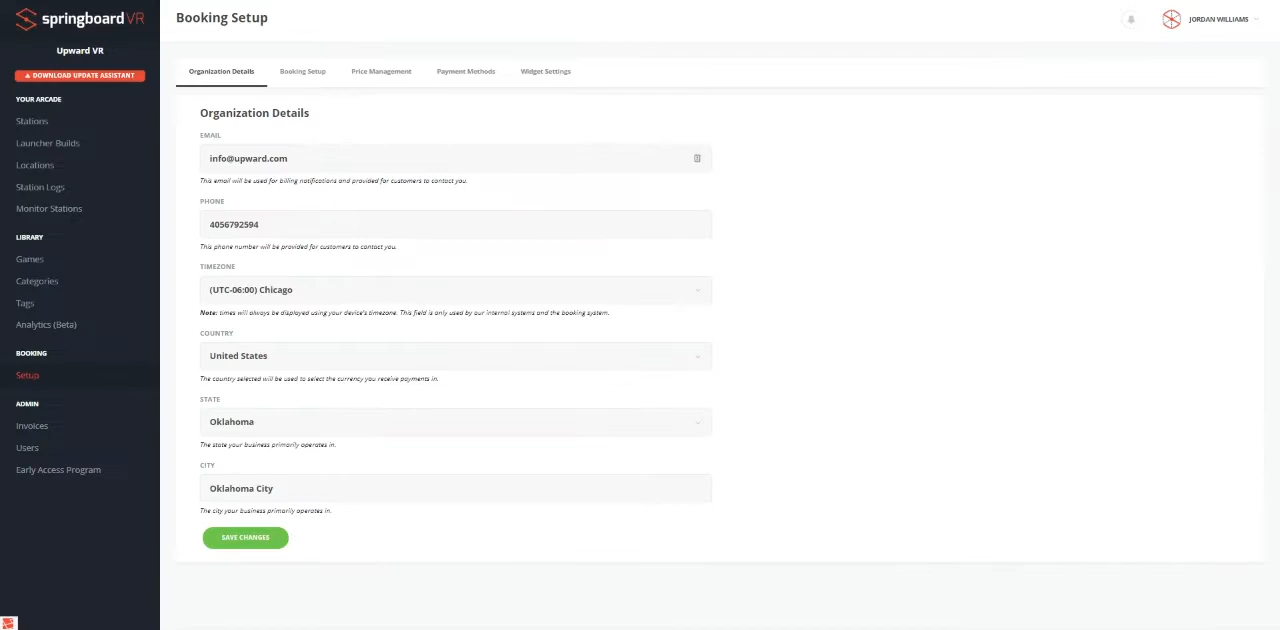 springboardVR
Upward VR
DOWNLOAD UPDATE ASSISTANT
YOUR ARCADE
Stations
Launcher Builds
Locations
Station Logs
Monitor Stations
LIBRARY
Games
Categories
Tags
Analytics (Beta)
BOOKING
Setup
ADMIN
Invoices
Users
Early Access Program
Booking Setup
JORDAN WILLIAMS
Organization Details
Booking Setup
Price Management
Payment Methods
Widget Settings
Organization Details
EMAIL
info@upward.com
This email will be used for billing notifications and provided for customers to contact you.
PHONE
4056792594
This phone number will be provided for customers to contact you.
TIMEZONE
(UTC-06:00) Chicago
Note: times will always be displayed using your device's timezone. This field is only used by our internal systems and the booking system.
COUNTRY
United States
The country selected will be used to select the currency you receive payments in.
STATE
Oklahoma
The state your business primarily operates in.
CITY
Oklahoma City
The city your business primarily operates in.
SAVE CHANGES